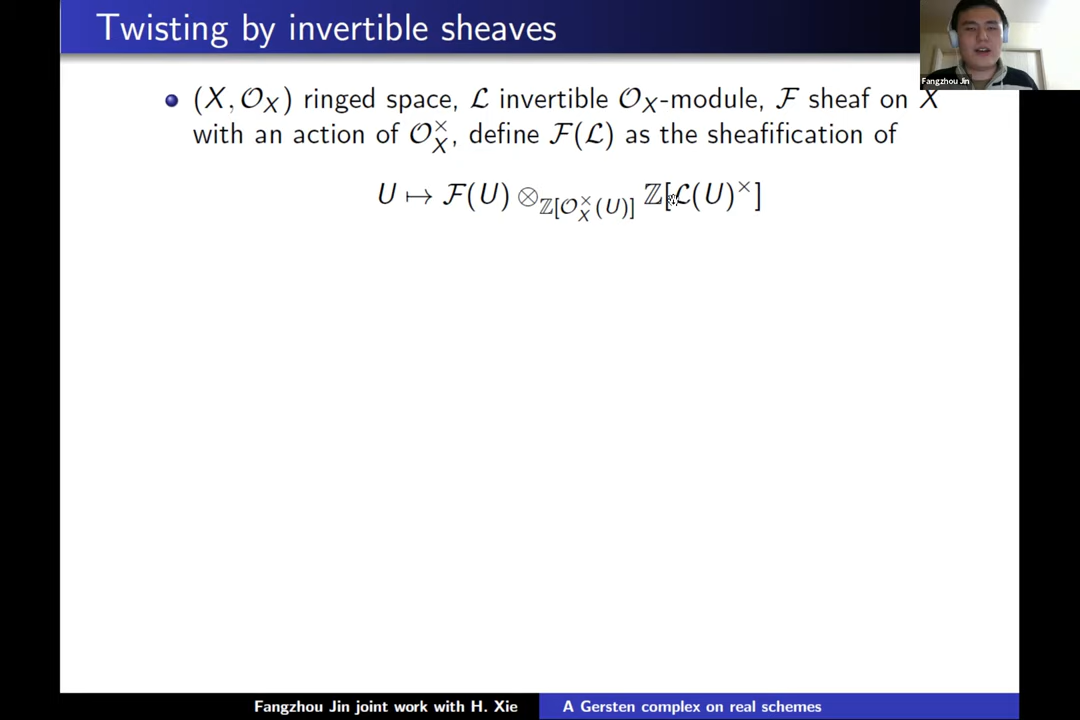 Twisting by invertible sheaves
Fangzhou Jin
(X, 𝒪_X) ringed space, ℒ invertible 𝒪_X-module, ℱ sheaf on X
with an action of 𝒪_X^×, define ℱ(ℒ) as the sheafification of
U ↦ ℱ(U) ⊗_{ℤ[𝒪_X^×(U)]} ℤ[ℒ(U)^×]
Fangzhou Jin joint work with H. Xie
A Gersten complex on real schemes